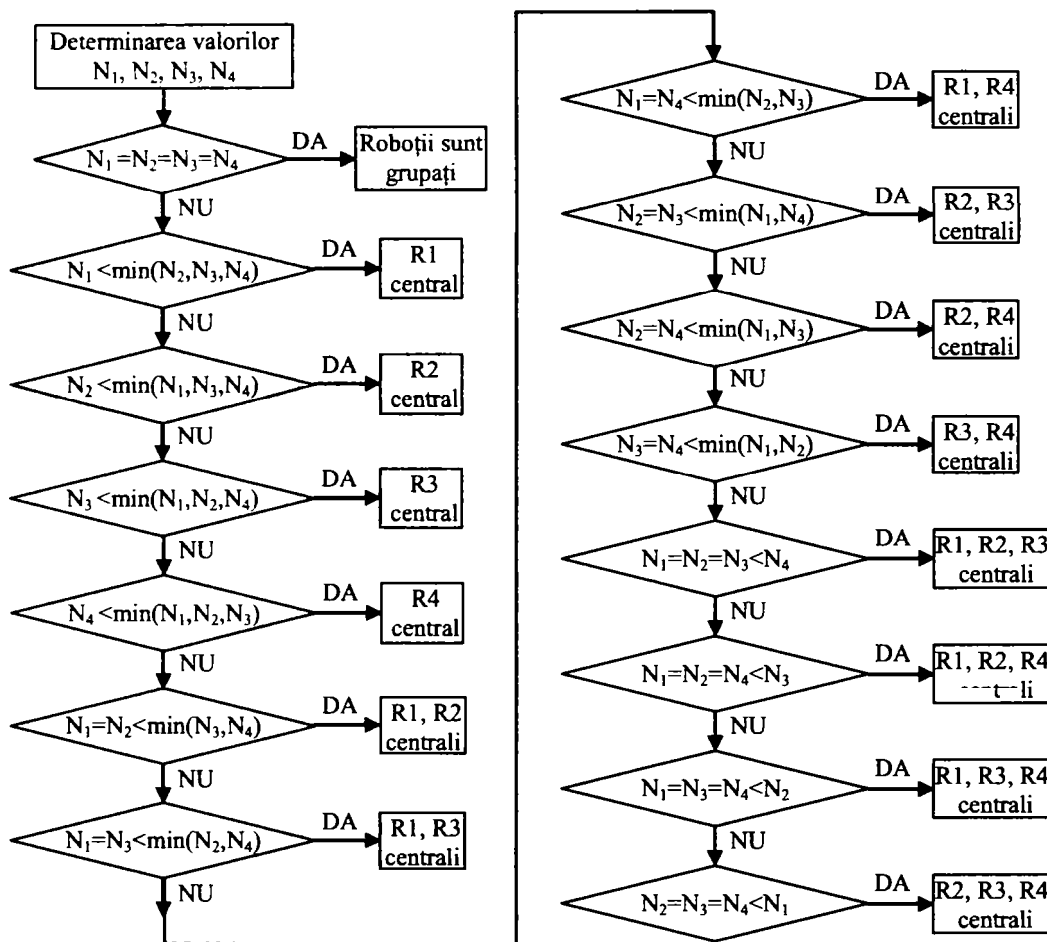 Determinarea valorilor
N₁, N₂, N₃, N₄
N₁=N₂=N₃=N₄
DA
Roboții sunt
grupați
NU
N₁<min(N₂,N₃,N₄)
DA
R1
central
NU
N₂<min(N₁,N₃,N₄)
DA
R2
central
NU
N₃<min(N₁,N₂,N₄)
DA
R3
central
NU
N₄<min(N₁,N₂,N₃)
DA
R4
central
NU
N₁=N₂<min(N₃,N₄)
DA
R1, R2
centrali
NU
N₁=N₃<min(N₂,N₄)
DA
R1, R3
centrali
NU
N₁=N₄<min(N₂,N₃)
DA
R1, R4
centrali
NU
N₂=N₃<min(N₁,N₄)
DA
R2, R3
centrali
NU
N₂=N₄<min(N₁,N₃)
DA
R2, R4
centrali
NU
N₃=N₄<min(N₁,N₂)
DA
R3, R4
centrali
NU
N₁=N₂=N₃<N₄
DA
R1, R2, R3
centrali
NU
N₁=N₂=N₄<N₃
DA
R1, R2, R4
NU
N₁=N₃=N₄<N₂
DA
R1, R3, R4
centrali
NU
N₂=N₃=N₄<N₁
DA
R2, R3, R4
centrali